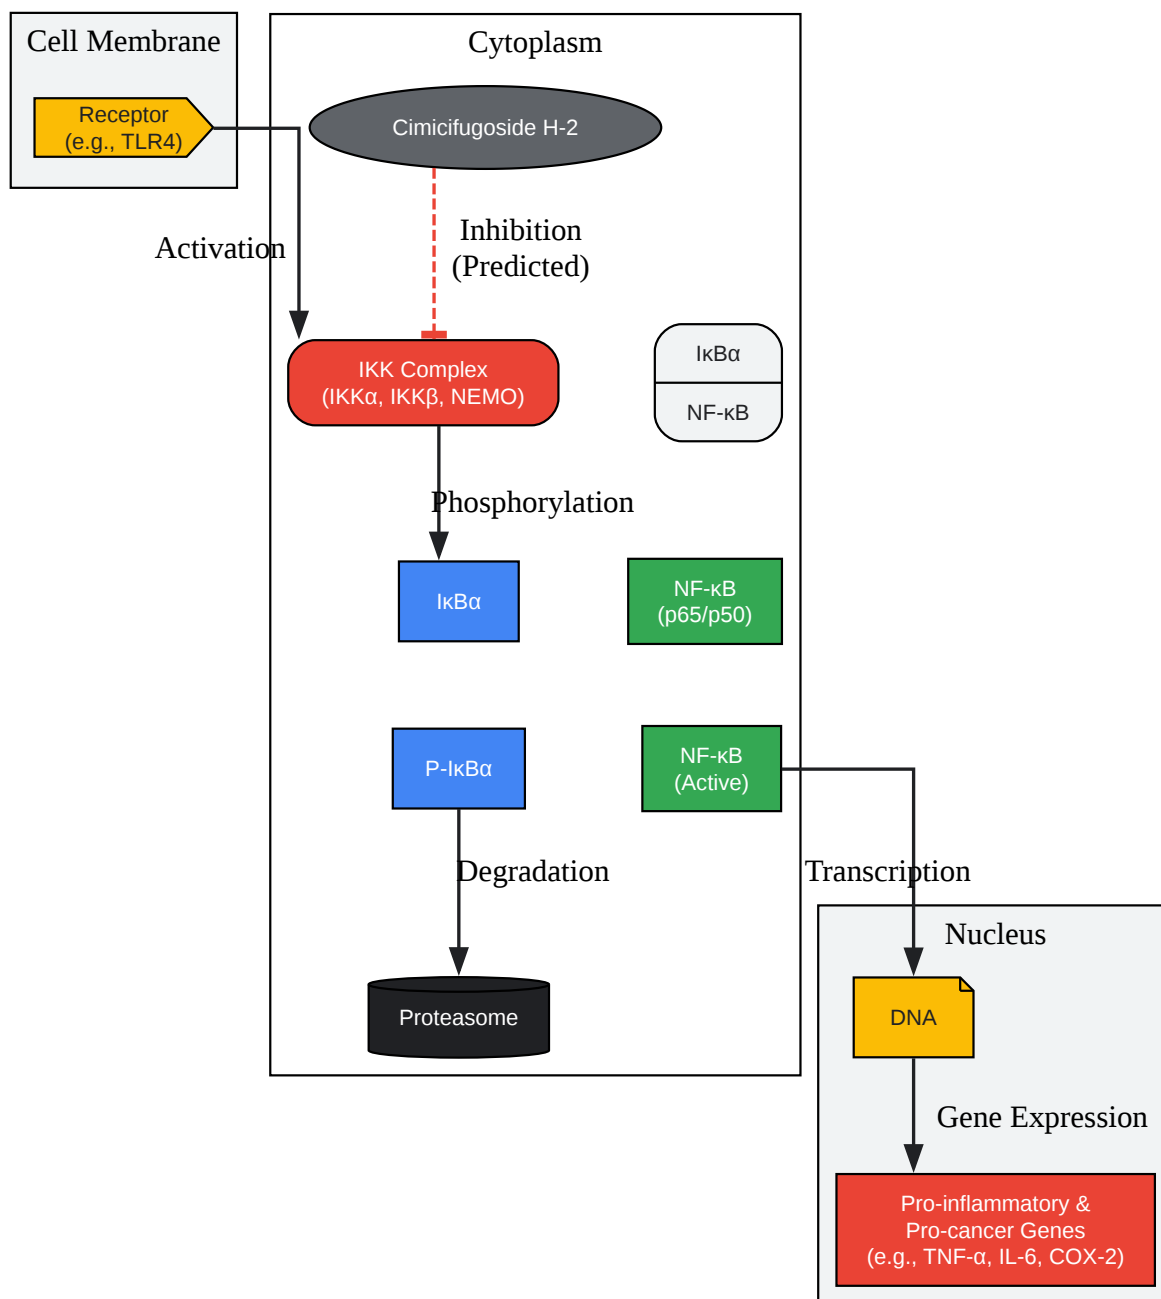 Cell Membrane
Receptor
(e.g., TLR4)
Cytoplasm
Cimicifugoside H-2
Activation
Inhibition
(Predicted)
IKK Complex
(IKKα, IKKβ, NEMO)
IκBα
NF-κB
Phosphorylation
IκBα
NF-κB
(p65/p50)
P-IκBα
NF-κB
(Active)
Degradation
Transcription
Proteasome
Nucleus
DNA
Gene Expression
Pro-inflammatory &
Pro-cancer Genes
(e.g., TNF-α, IL-6, COX-2)